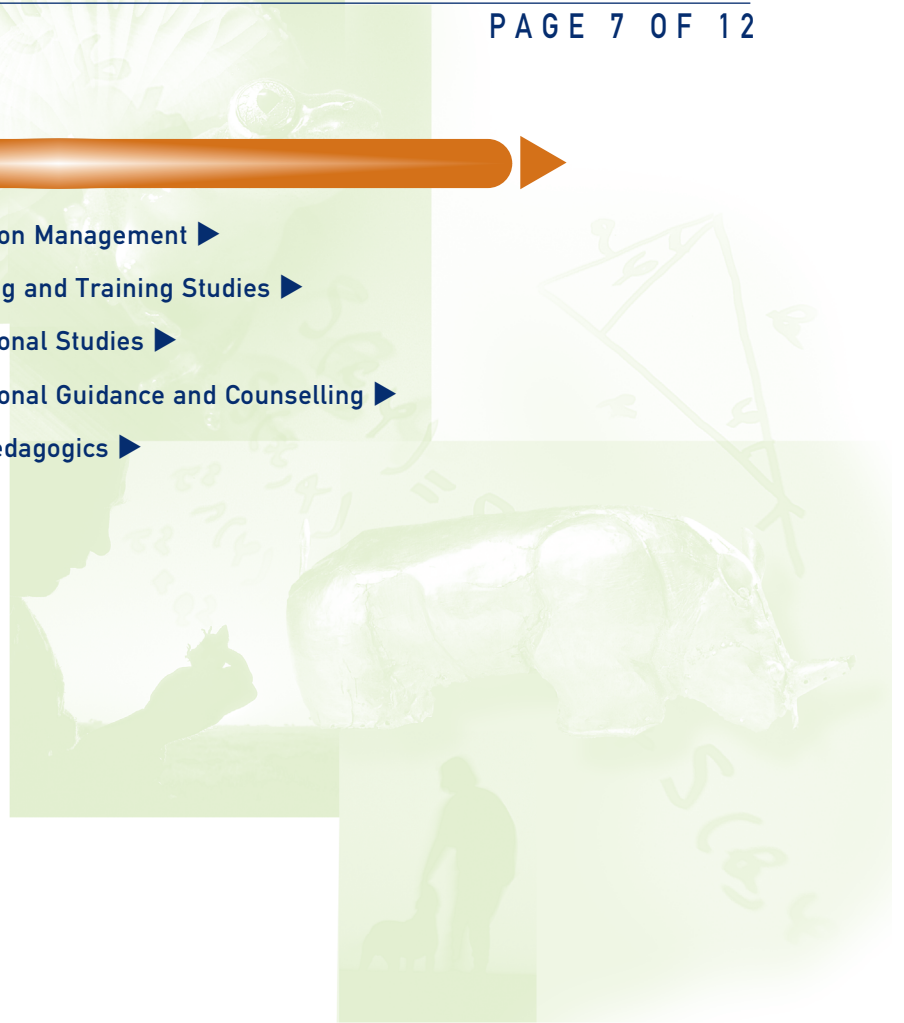 PAGE 7 OF 12
on Management
g and Training Studies
onal Studies
onal Guidance and Counselling
edagogics